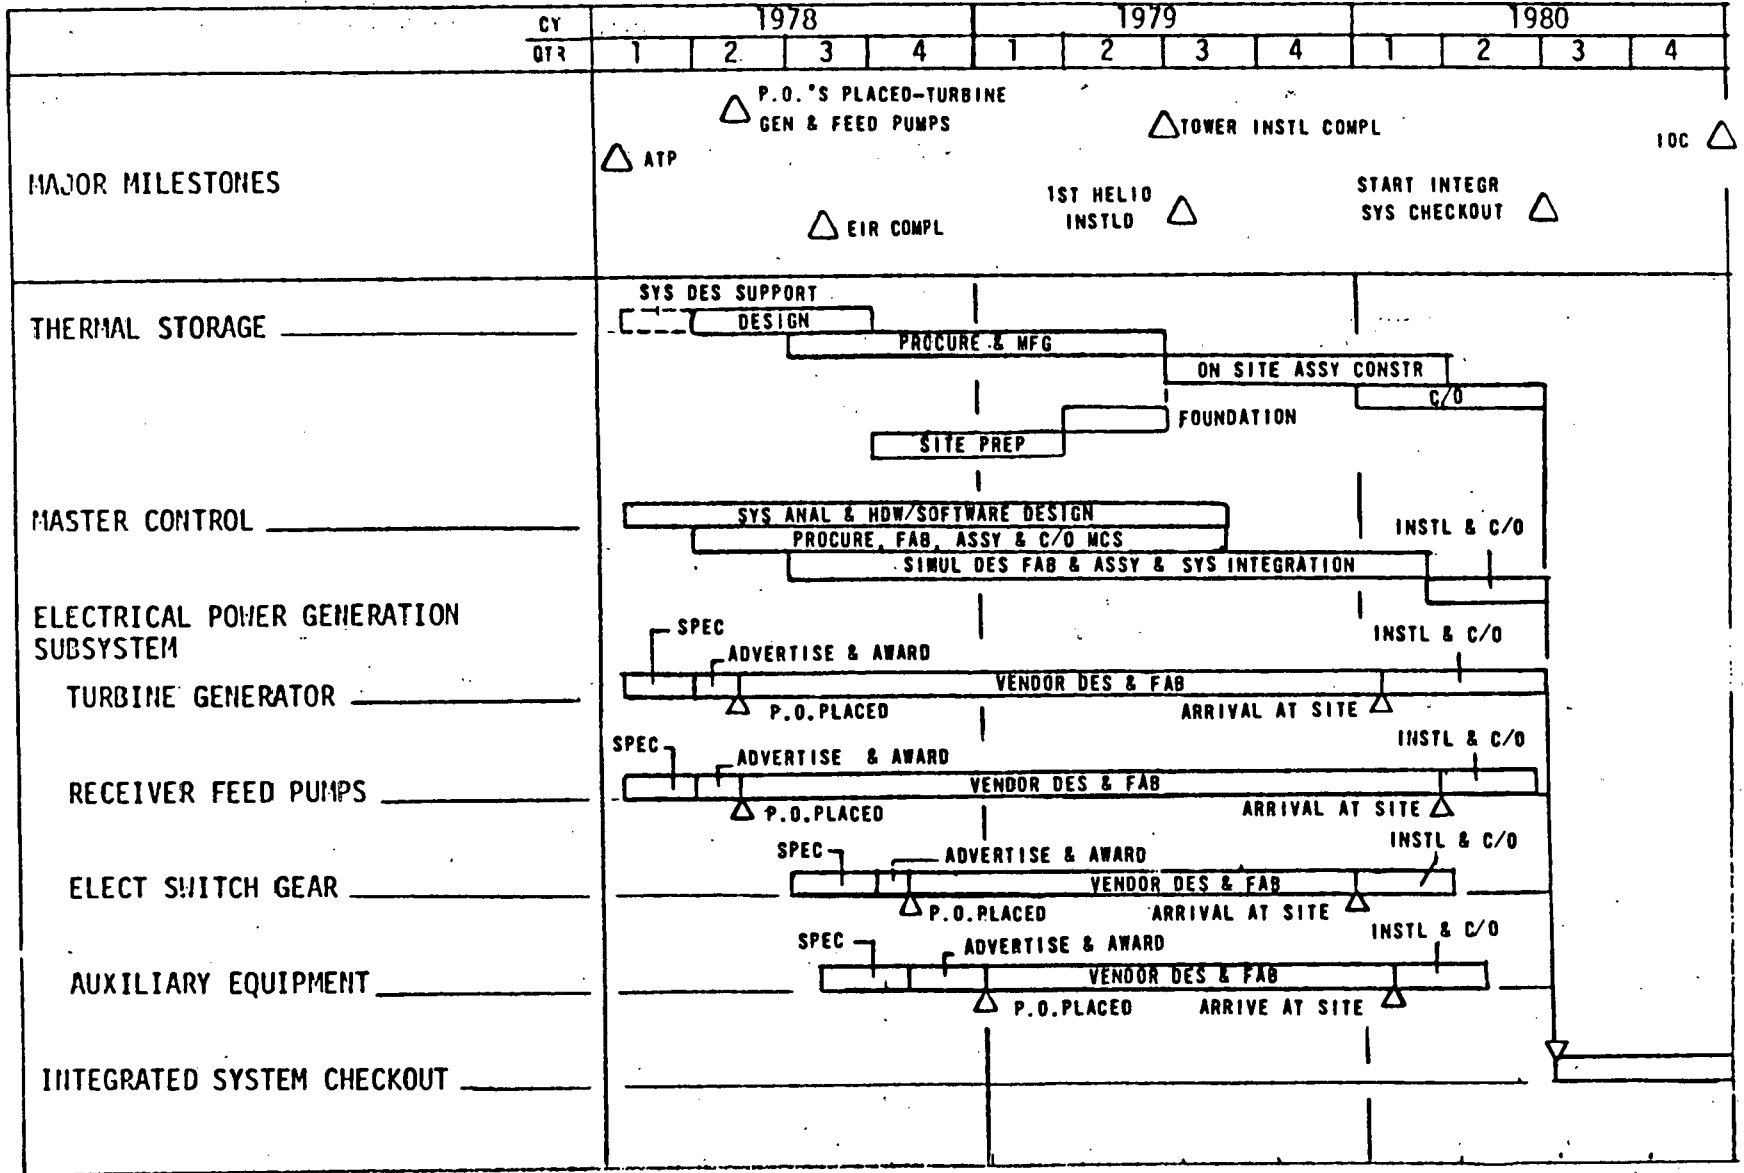 CY 1978 1979 1980
QTR 1 2 3 4 1 2 3 4 1 2 3 4
MAJOR MILESTONES
P.O.'S PLACED-TURBINE
GEN & FEED PUMPS
TOWER INSTL COMPL
IOC
ATP
1ST HELIO
INSTLD
START INTEGR
SYS CHECKOUT
EIR COMPL
THERMAL STORAGE
SYS DES SUPPORT
DESIGN
PROCURE & MFG
ON SITE ASSY CONSTR
C/O
FOUNDATION
SITE PREP
MASTER CONTROL
SYS ANAL & HDW/SOFTWARE DESIGN
INSTL & C/O
PROCURE, FAB, ASSY & C/O MCS
SIMUL DES FAB & ASSY & SYS INTEGRATION
ELECTRICAL POWER GENERATION
SUBSYSTEM
SPEC
INSTL & C/O
ADVERTISE & AWARD
TURBINE GENERATOR
VENDOR DES & FAB
P.O.PLACED
ARRIVAL AT SITE
SPEC
INSTL & C/O
ADVERTISE & AWARD
RECEIVER FEED PUMPS
VENDOR DES & FAB
P.O.PLACED
ARRIVAL AT SITE
SPEC
INSTL & C/O
ADVERTISE & AWARD
ELECT SWITCH GEAR
VENDOR DES & FAB
P.O.PLACED
ARRIVAL AT SITE
SPEC
INSTL & C/O
ADVERTISE & AWARD
AUXILIARY EQUIPMENT
VENDOR DES & FAB
P.O.PLACED
ARRIVE AT SITE
INTEGRATED SYSTEM CHECKOUT